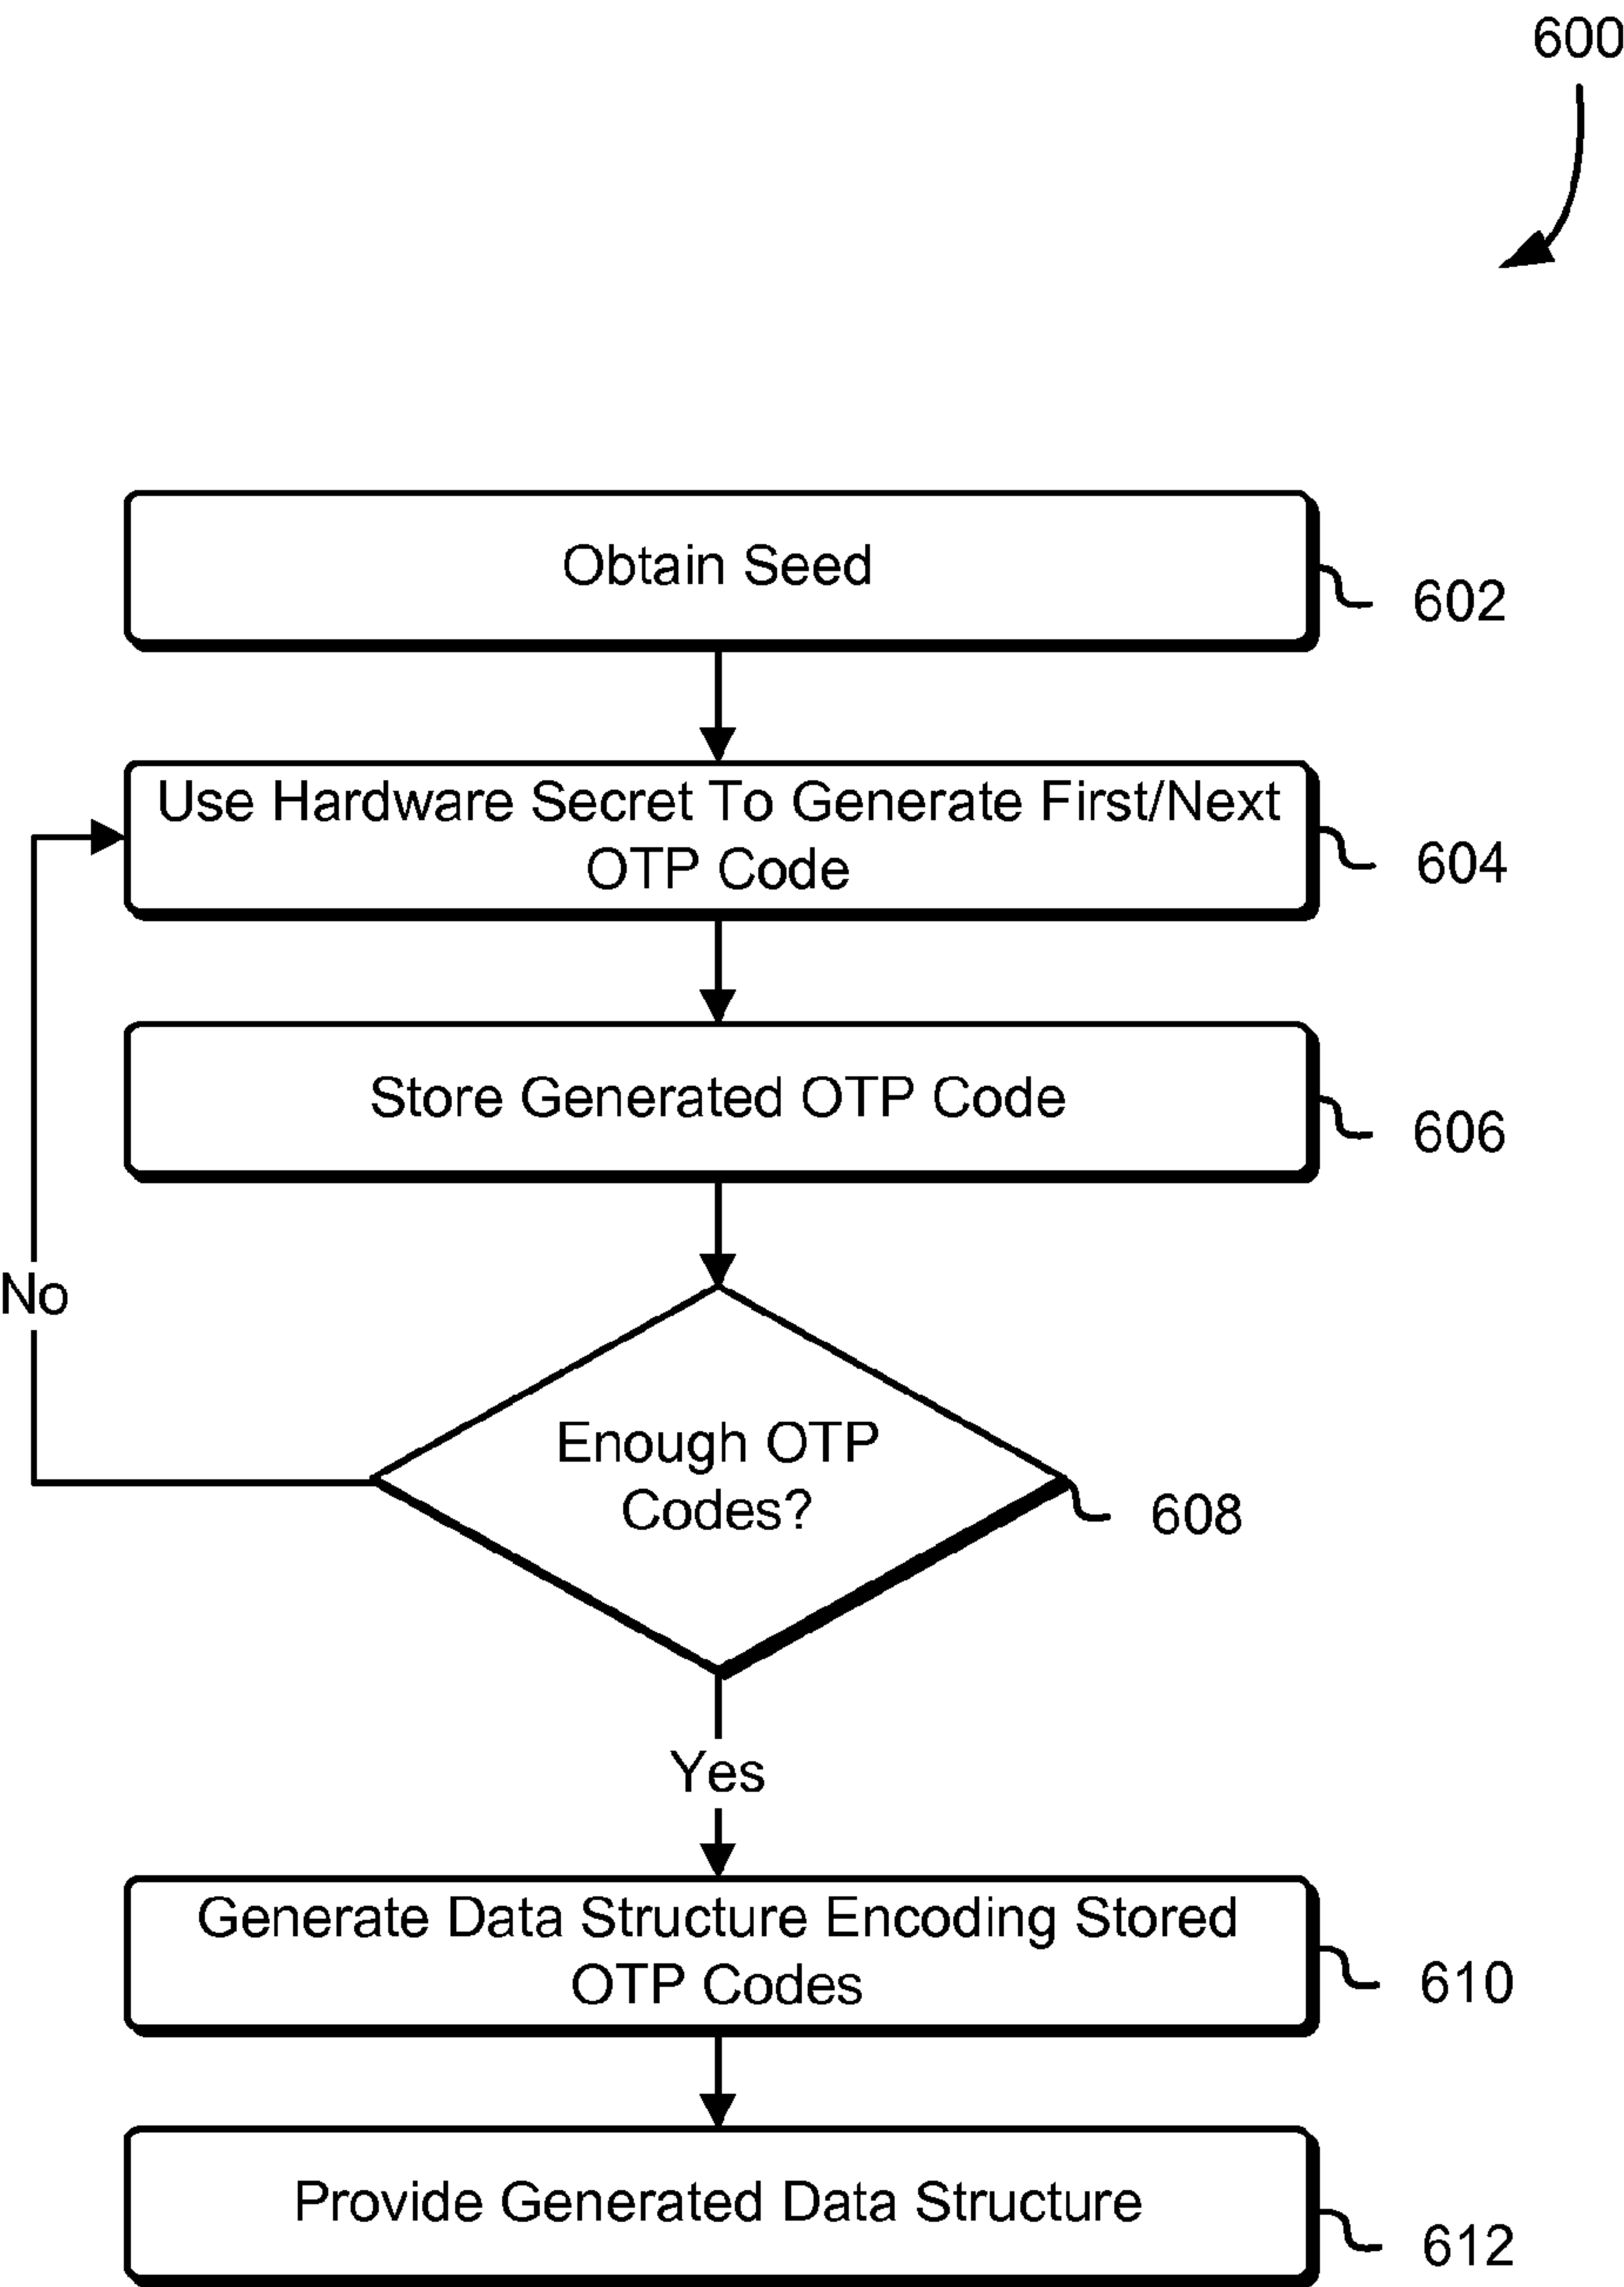 600
Obtain Seed
602
Use Hardware Secret To Generate First/Next
OTP Code
604
Store Generated OTP Code
606
No
Enough OTP
Codes?
608
Yes
Generate Data Structure Encoding Stored
OTP Codes
610
Provide Generated Data Structure
612